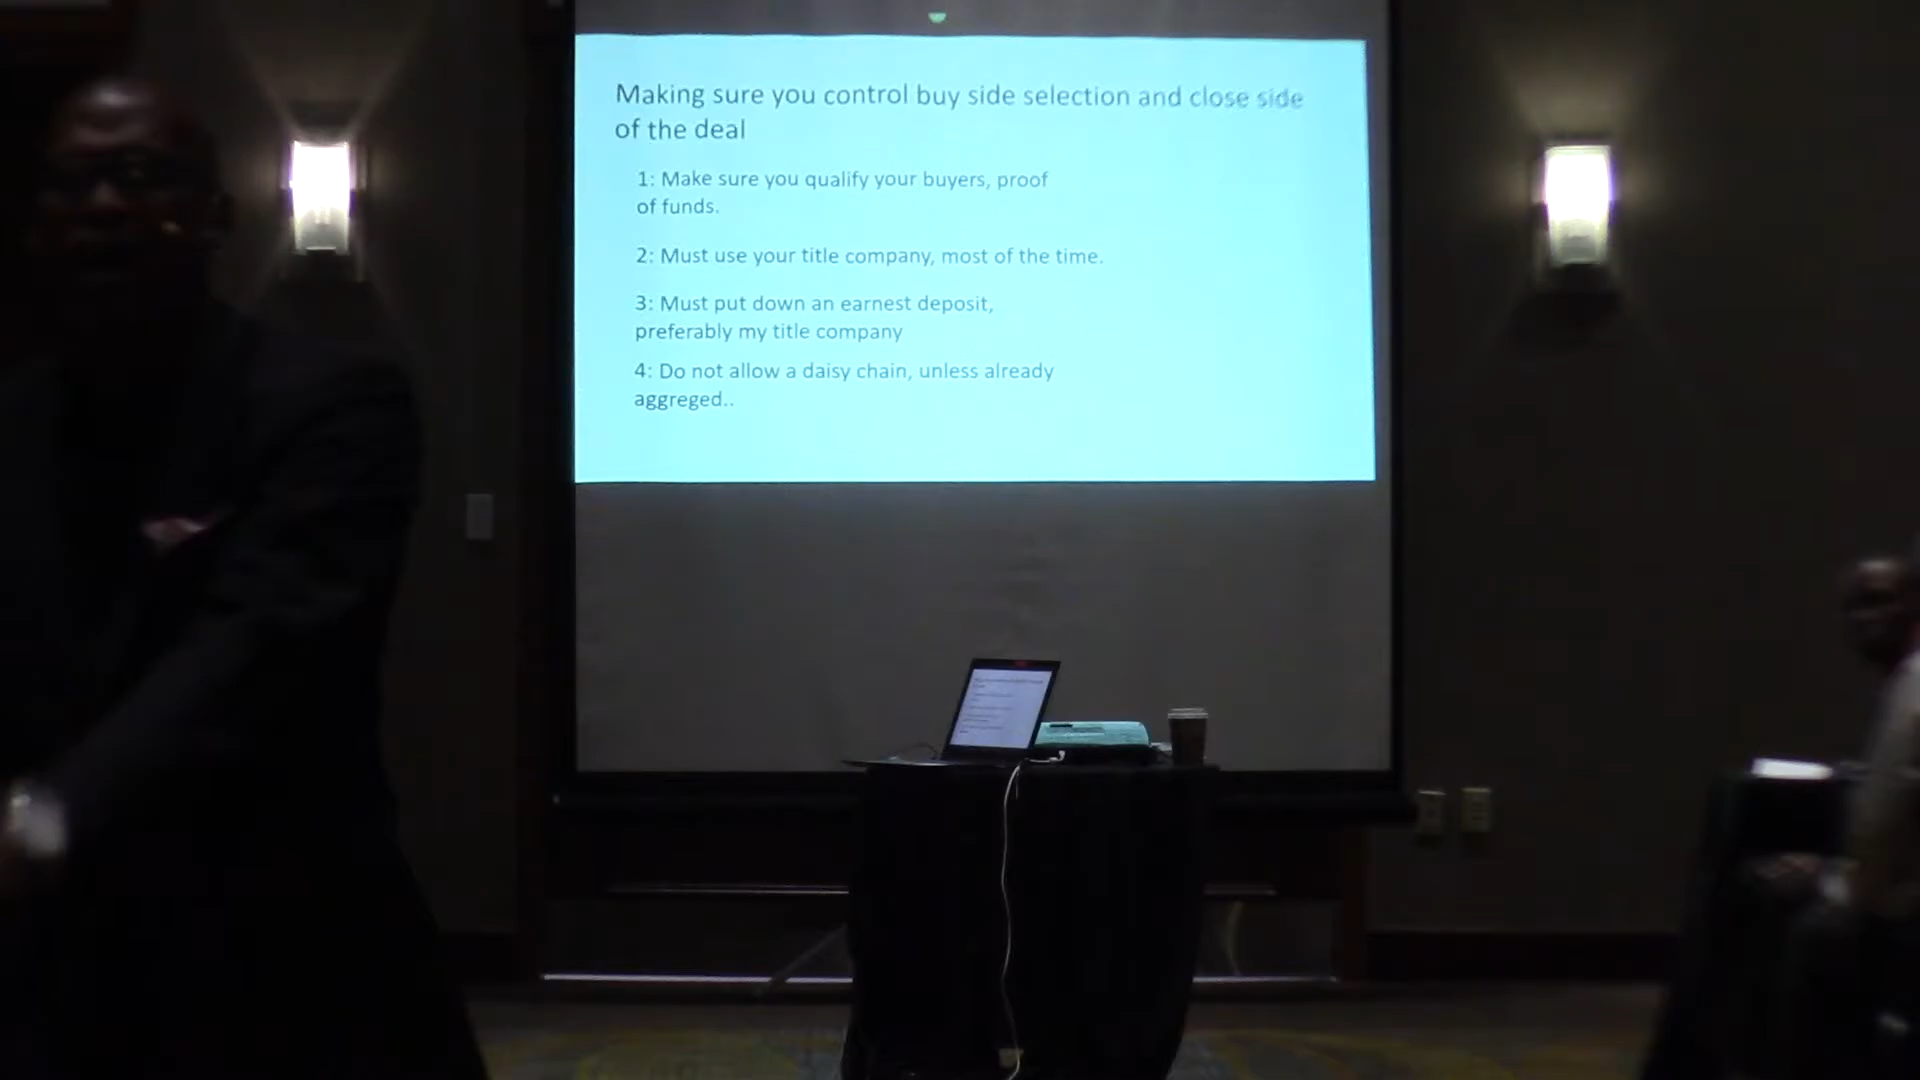 Making sure you control buy side selection and close side
of the deal
1: Make sure you qualify your buyers, proof
of funds.
2: Must use your title company, most of the time.
3: Must put down an earnest deposit,
preferably my title company
4: Do not allow a daisy chain, unless already
aggreged..